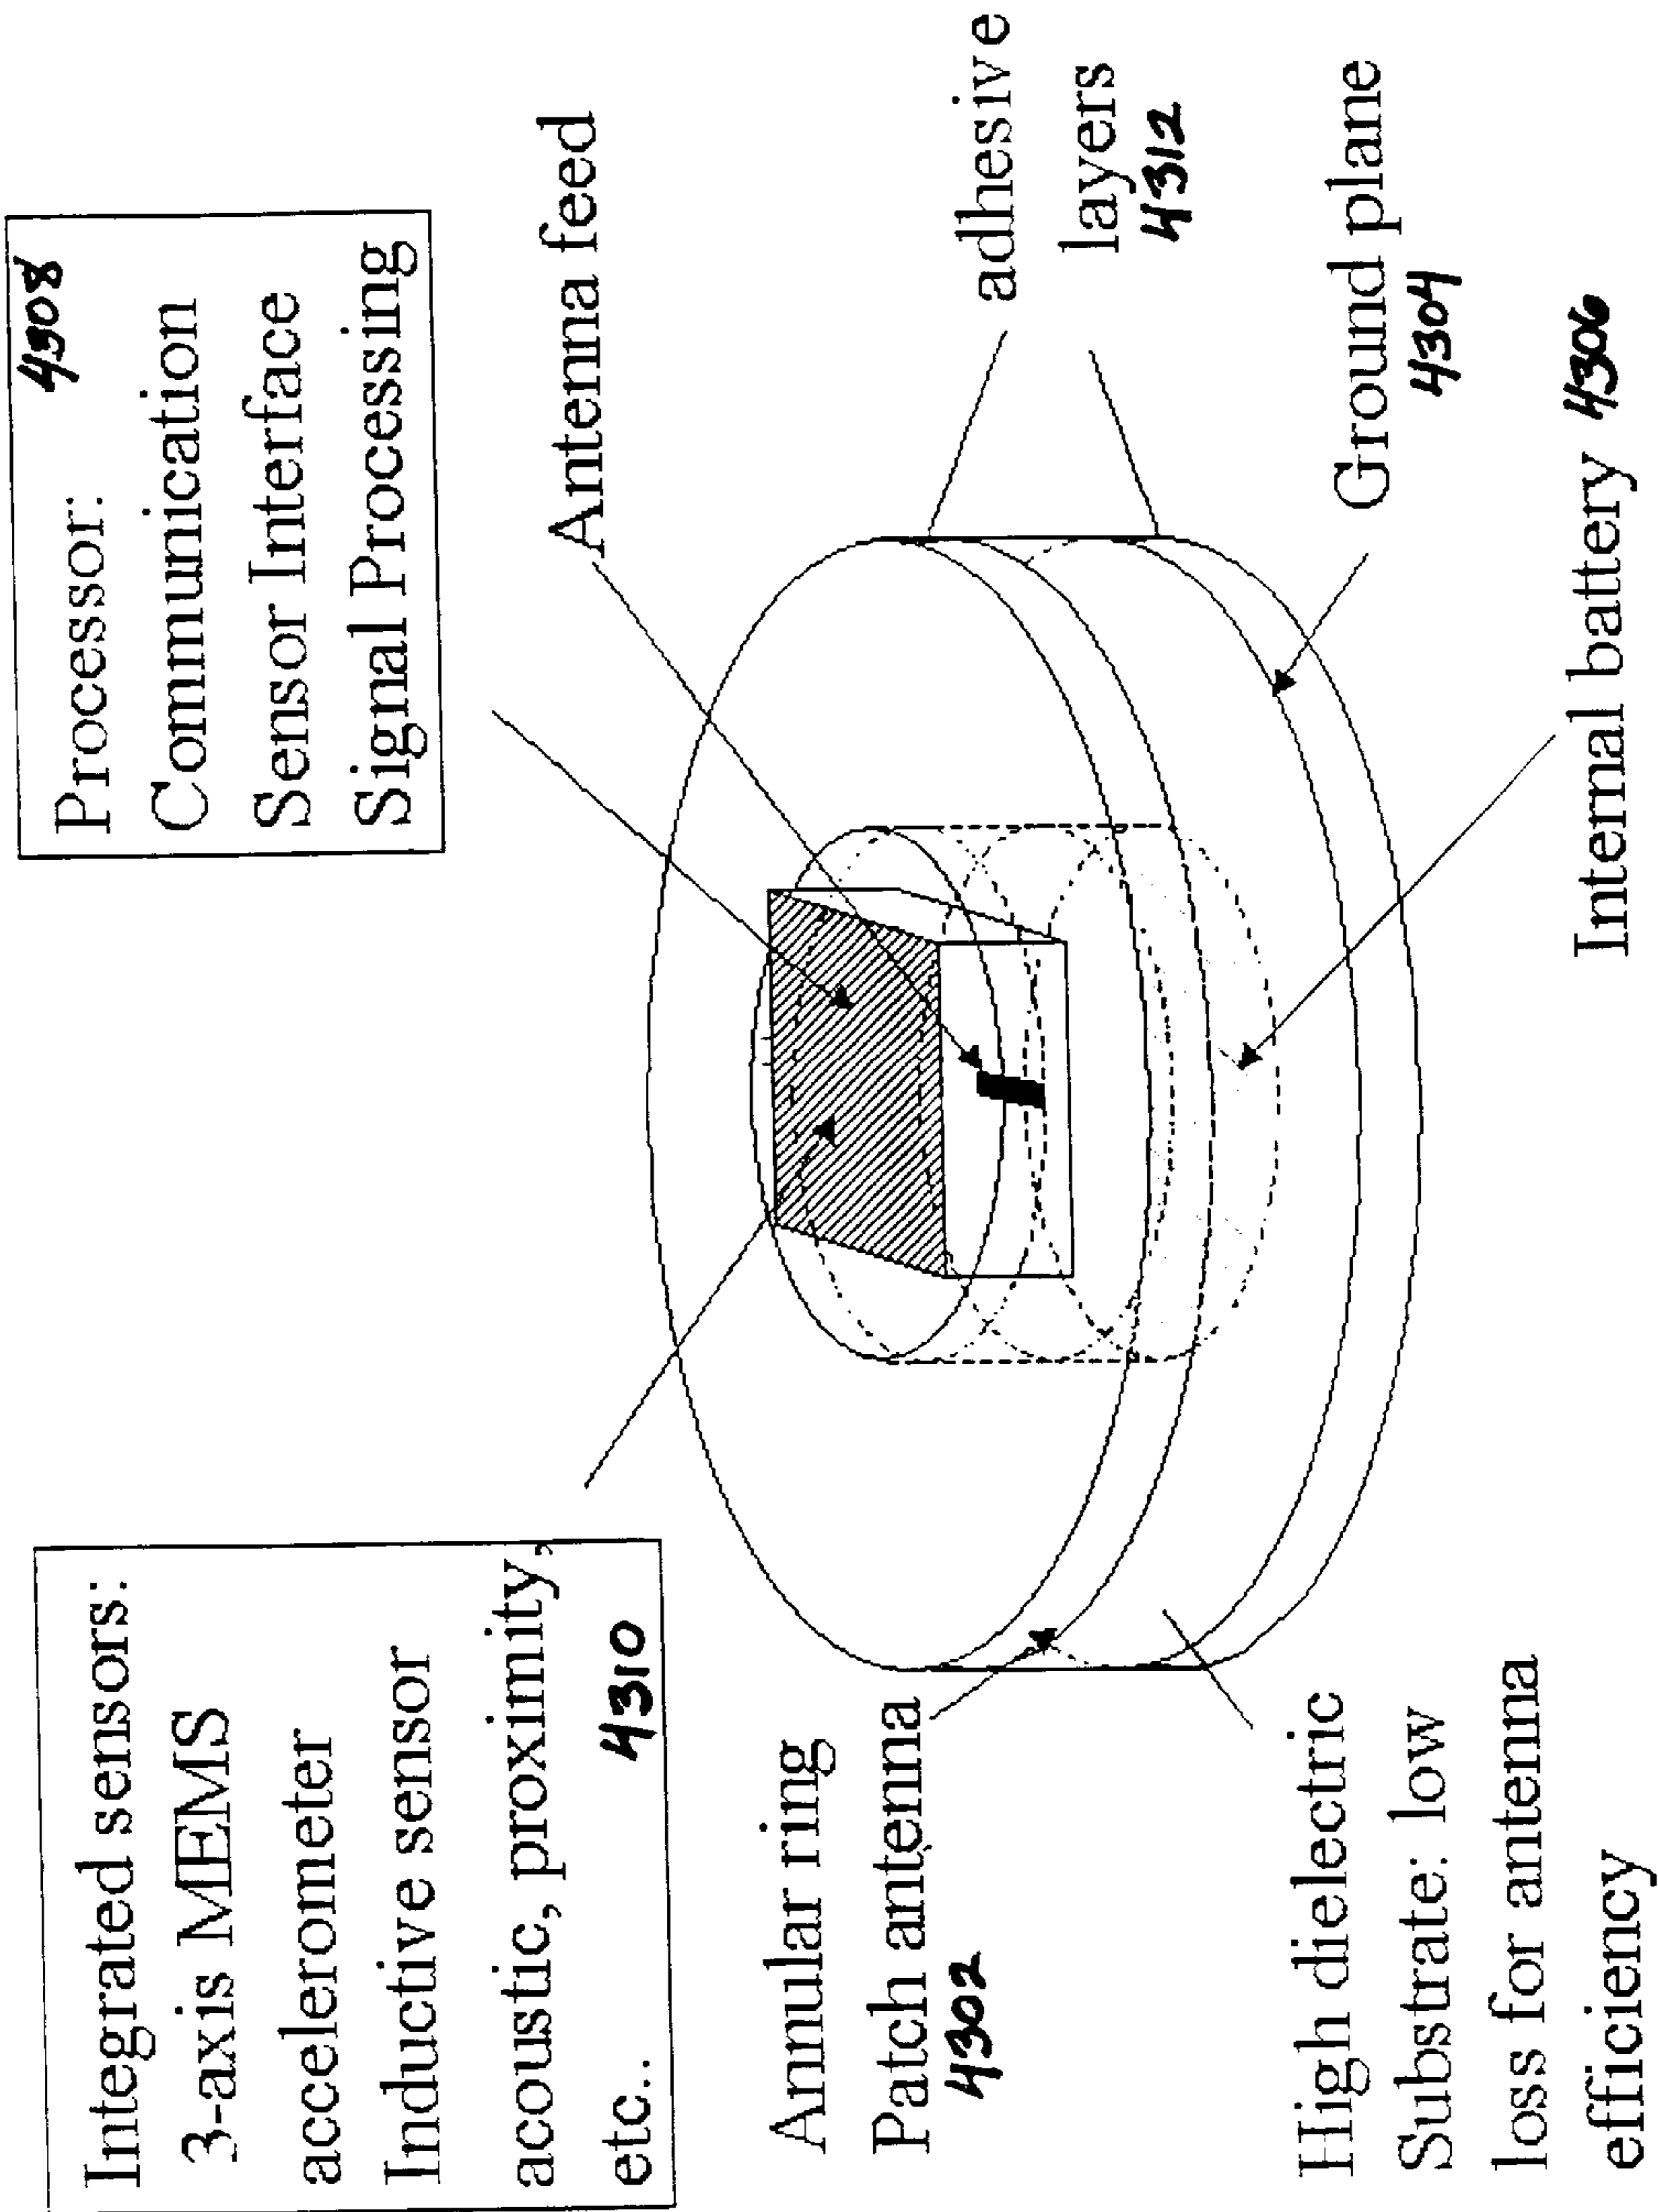 Integrated sensors:
3-axis MEMS
accelerometer
Inductive sensor
acoustic, proximity,
etc..
4310
Processor:
4308
Communication
Sensor Interface
Signal Processing
Antenna feed
Annular ring
Patch antenna
4302
adhesive
layers
4312
High dielectric
Substrate: low
loss for antenna
efficiency
Ground plane
4304
Internal battery 4306